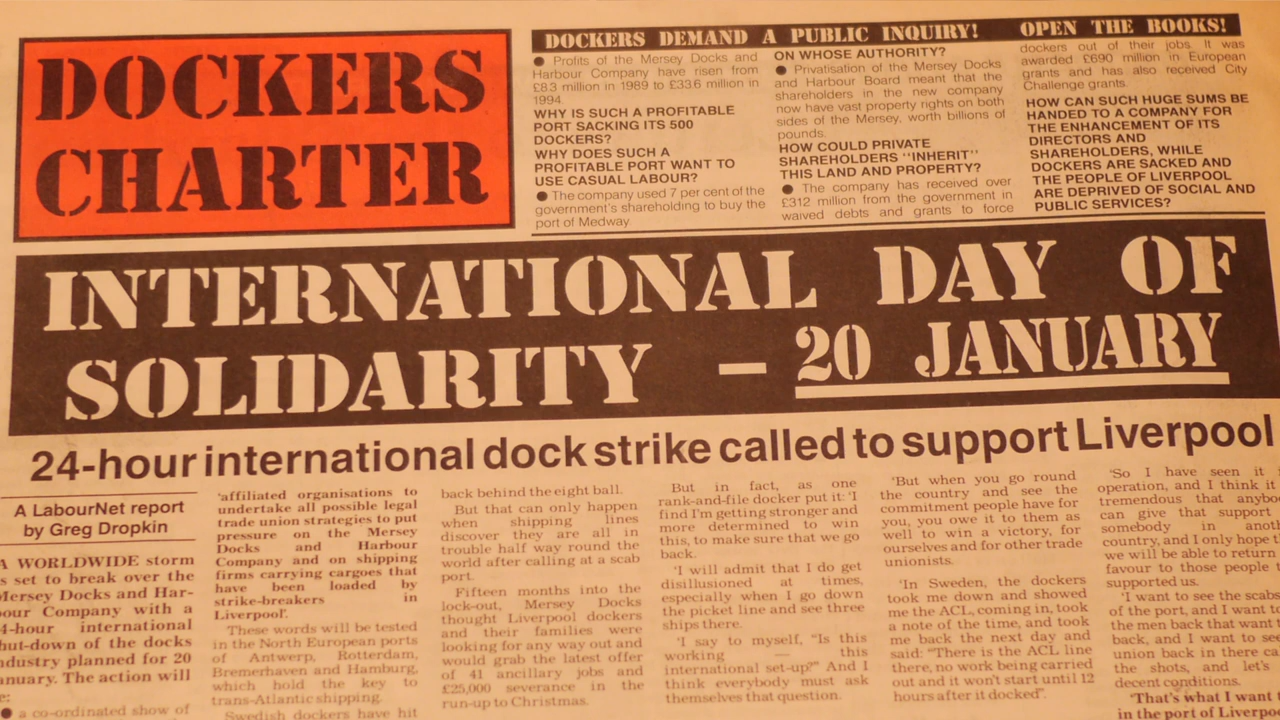 DOCKERS
CHARTER
DOCKERS DEMAND A PUBLIC INQUIRY! OPEN THE BOOKS!
● Profits of the Mersey Docks and
Harbour Company have risen from
£8.3 million in 1989 to £33.6 million in
1994.
WHY IS SUCH A PROFITABLE
PORT SACKING ITS 500
DOCKERS?
WHY DOES SUCH A
PROFITABLE PORT WANT TO
USE CASUAL LABOUR?
● The company used 7 per cent of the
government's shareholding to buy the
port of Medway.
ON WHOSE AUTHORITY?
● Privatisation of the Mersey Docks
and Harbour Board meant that the
shareholders in the new company
now have vast property rights on both
sides of the Mersey, worth billions of
pounds.
HOW COULD PRIVATE
SHAREHOLDERS "INHERIT"
THIS LAND AND PROPERTY?
● The company has received over
£312 million from the government in
waived debts and grants to force
dockers out of their jobs. It was
awarded £690 million in European
grants and has also received City
Challenge grants.
HOW CAN SUCH HUGE SUMS BE
HANDED TO A COMPANY FOR
THE ENHANCEMENT OF ITS
DIRECTORS AND
SHAREHOLDERS, WHILE
DOCKERS ARE SACKED AND
THE PEOPLE OF LIVERPOOL
ARE DEPRIVED OF SOCIAL AND
PUBLIC SERVICES?
INTERNATIONAL DAY OF
SOLIDARITY – 20 JANUARY
24-hour international dock strike called to support Liverpool
A LabourNet report
by Greg Dropkin
A WORLDWIDE storm
is set to break over the
Mersey Docks and Har-
bour Company with a
24-hour international
shut-down of the docks
industry planned for 20
January. The action will
● a co-ordinated show of
'affiliated organisations to
undertake all possible legal
trade union strategies to put
pressure on the Mersey
Docks and Harbour
Company and on shipping
firms carrying cargoes that
have been loaded by
strike-breakers in
Liverpool'.
These words will be tested
in the North European ports
of Antwerp, Rotterdam,
Bremerhaven and Hamburg,
which hold the key to
trans-Atlantic shipping.
Swedish dockers have hit
back behind the eight ball.
But that can only happen
when shipping lines
discover they are all in
trouble half way round the
world after calling at a scab
port.
Fifteen months into the
lock-out, Mersey Docks
thought Liverpool dockers
and their families were
looking for any way out and
would grab the latest offer
of 41 ancillary jobs and
£25,000 severance in the
run-up to Christmas.
But in fact, as one
rank-and-file docker put it: 'I
find I'm getting stronger and
more determined to win
this, to make sure that we go
back.
'I will admit that I do get
disillusioned at times,
especially when I go down
the picket line and see three
ships there.
'I say to myself, "Is this
working — this
international set-up?" And I
think everybody must ask
themselves that question.
'But when you go round
the country and see the
commitment people have for
you, you owe it to them as
well to win a victory, for
ourselves and for other trade
unionists.
'In Sweden, the dockers
took me down and showed
me the ACL, coming in, took
a note of the time, and took
me back the next day and
said: "There is the ACL line
there, no work being carried
out and it won't start until 12
hours after it docked".
'So I have seen it
operation, and I think it
tremendous that anybo
can give that support
somebody in anoth
country, and I only hope th
we will be able to return
favour to those people t
supported us.
'I want to see the scabs
of the port, and I want to
the men back that want t
back, and I want to see
union back in there ca
the shots, and let's
decent conditions.
'That's what I want t
in the port of Liverpoo